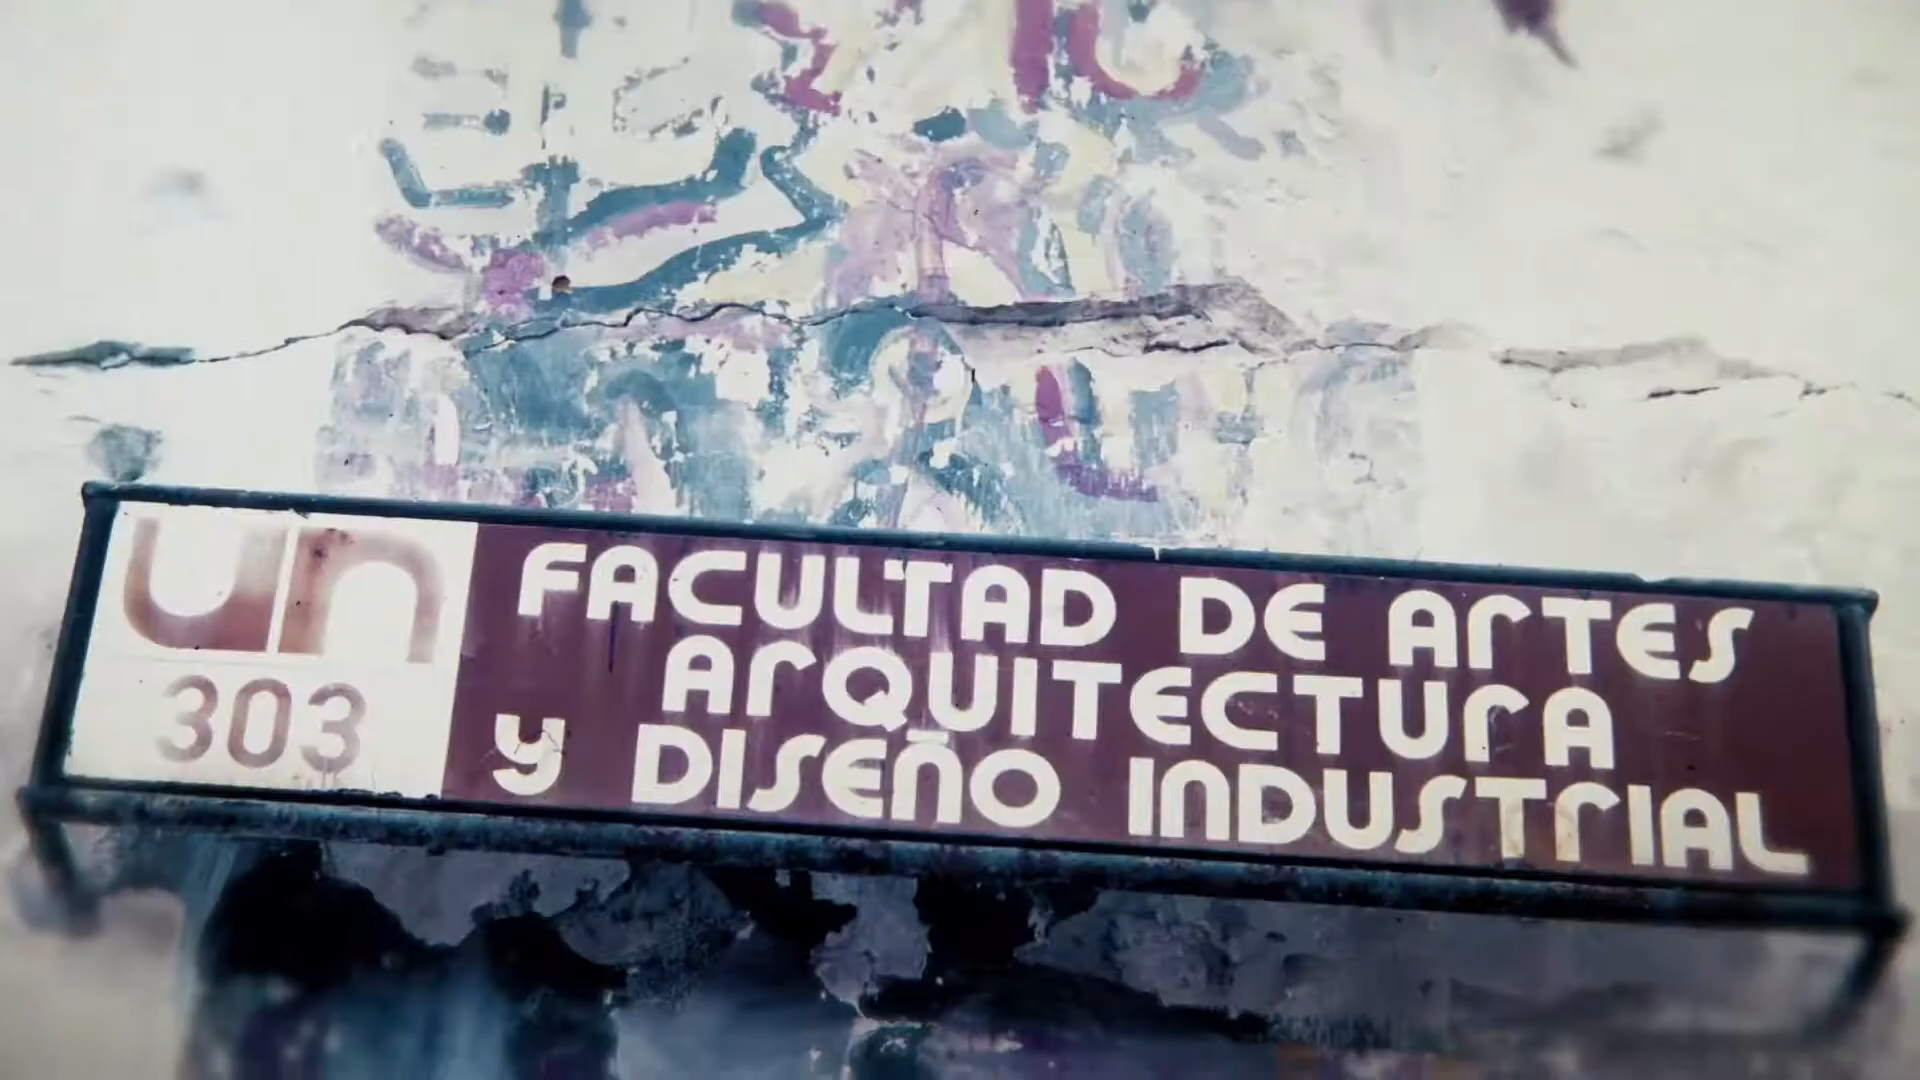 un
303
FACULTAD DE ARTES
ARQUITECTURA
y DISEÑO INDUSTRIAL